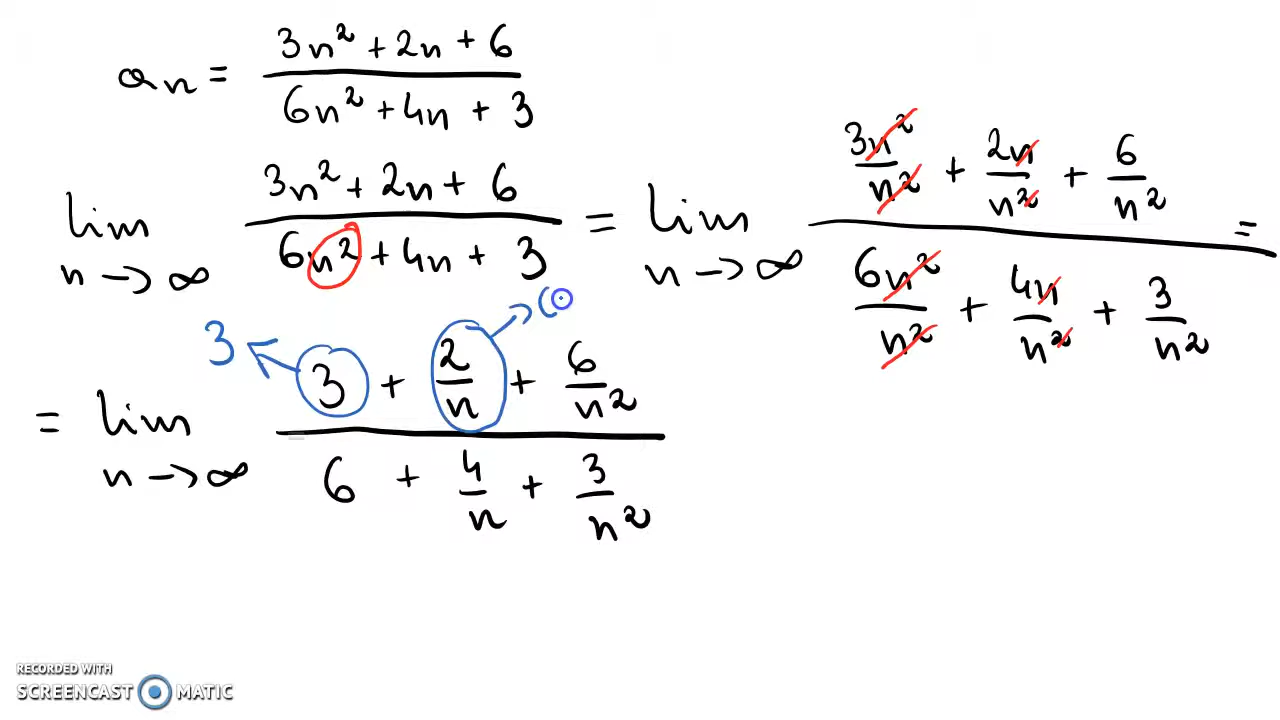 aₙ = (3n² + 2n + 6) / (6n² + 4n + 3)
lim n → ∞ (3n² + 2n + 6) / (6n² + 4n + 3) = lim n → ∞ (3n²/n² + 2n/n² + 6/n²) / (6n²/n² + 4n/n² + 3/n²) =
3
= lim n → ∞ (3 + 2/n + 6/n²) / (6 + 4/n + 3/n²)
RECORDED WITH
SCREENCAST MATIC